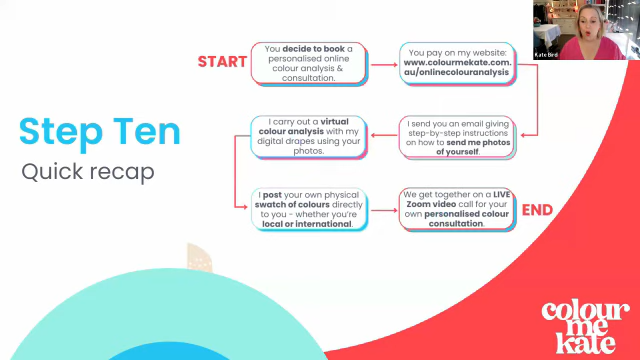 START
You decide to book a
personalised online
colour analysis &
consultation.
You pay on my website:
www.colourmekate.com.
au/onlinecolouranalysis
Kate Bird
Step Ten
Quick recap
I carry out a virtual
colour analysis with my
digital drapes using your
photos.
I send you an email giving
step-by-step instructions
on how to send me photos
of yourself.
I post your own physical
swatch of colours directly
to you - whether you're
local or international.
We get together on a LIVE
Zoom video call for your
own personalised colour
consultation.
END
colour
me
kate